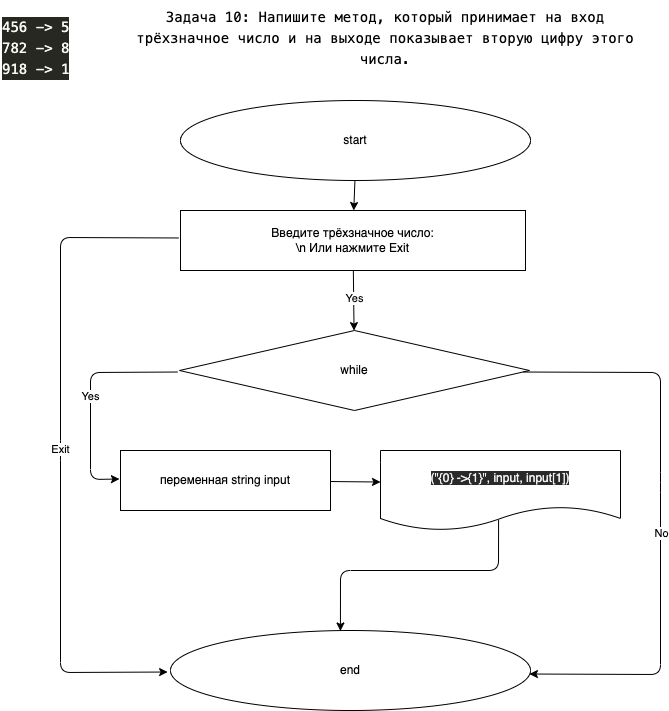 456 -> 5
782 -> 8
918 -> 1
Задача 10: Напишите метод, который принимает на вход
трёхзначное число и на выходе показывает вторую цифру этого
числа.
start
Введите трёхзначное число:
\n Или нажмите Exit
Yes
while
Yes
Exit
переменная string input
("{0} ->{1}", input, input[1])
No
end